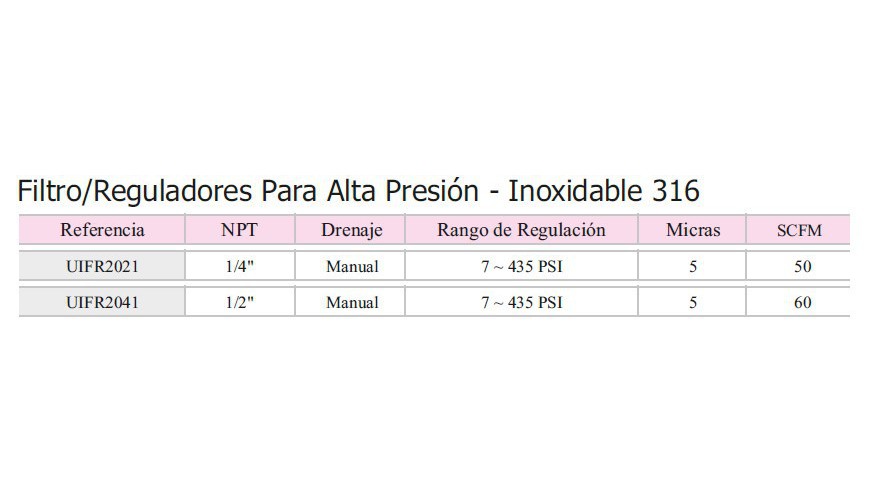 Filtro/Reguladores Para Alta Presión - Inoxidable 316
Referencia NPT Drenaje Rango de Regulación Micras SCFM
UIFR2021 1/4" Manual 7 ~ 435 PSI 5 50
UIFR2041 1/2" Manual 7 ~ 435 PSI 5 60